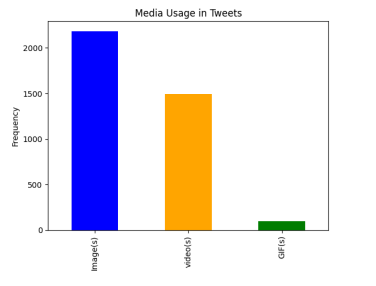 Media Usage in Tweets
Frequency
2000
1500
1000
500
0
Image(s)
video(s)
GIF(s)